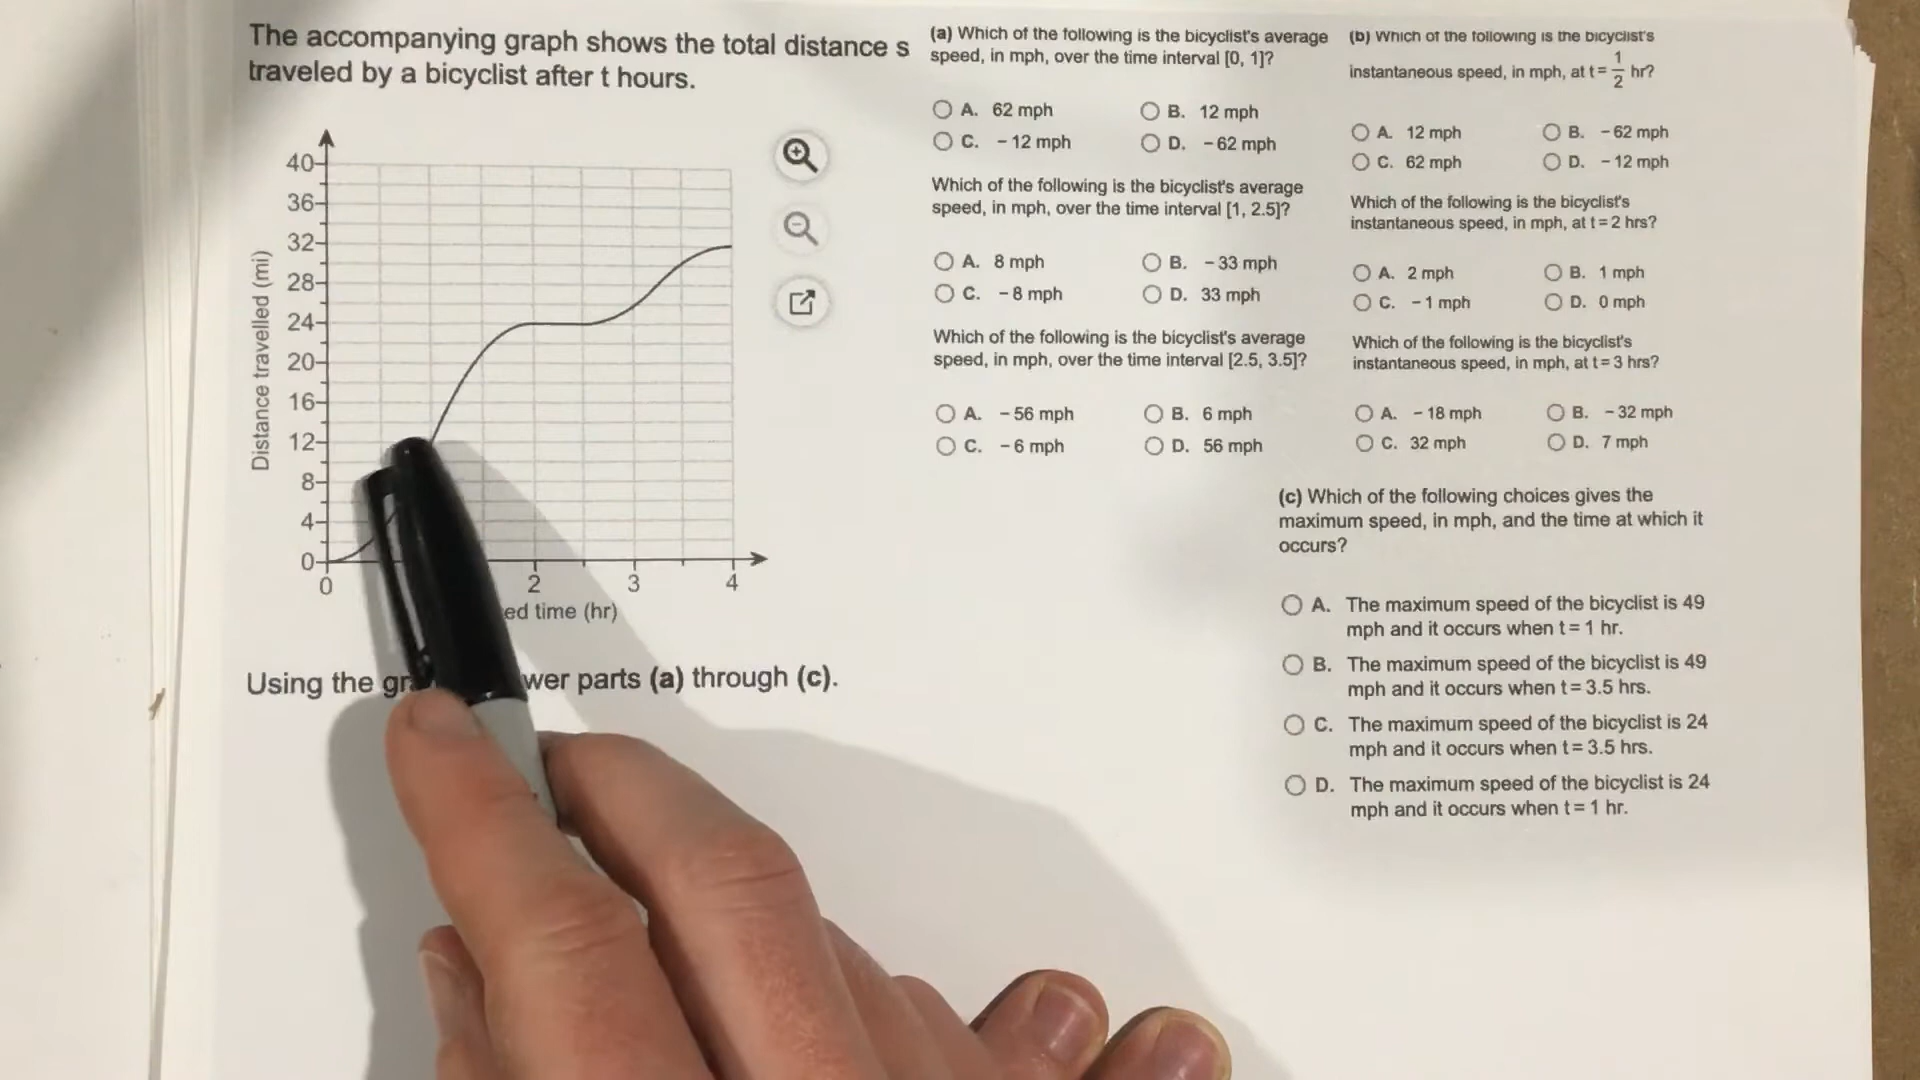 The accompanying graph shows the total distance s
traveled by a bicyclist after t hours.
40
36
32
28
24
20
16
12
8
4
0
Distance travelled (mi)
0
2
3
4
ed time (hr)
Using the gr wer parts (a) through (c).
(a) Which of the following is the bicyclist's average
speed, in mph, over the time interval [0, 1]?
A. 62 mph
B. 12 mph
C. - 12 mph
D. - 62 mph
Which of the following is the bicyclist's average
speed, in mph, over the time interval [1, 2.5]?
A. 8 mph
B. - 33 mph
C. - 8 mph
D. 33 mph
Which of the following is the bicyclist's average
speed, in mph, over the time interval [2.5, 3.5]?
A. - 56 mph
B. 6 mph
C. - 6 mph
D. 56 mph
(b) Which of the following is the bicyclist's
instantaneous speed, in mph, at t = 1/2 hr?
A. 12 mph
B. - 62 mph
C. 62 mph
D. - 12 mph
Which of the following is the bicyclist's
instantaneous speed, in mph, at t = 2 hrs?
A. 2 mph
B. 1 mph
C. - 1 mph
D. 0 mph
Which of the following is the bicyclist's
instantaneous speed, in mph, at t = 3 hrs?
A. - 18 mph
B. - 32 mph
C. 32 mph
D. 7 mph
(c) Which of the following choices gives the
maximum speed, in mph, and the time at which it
occurs?
A. The maximum speed of the bicyclist is 49
mph and it occurs when t = 1 hr.
B. The maximum speed of the bicyclist is 49
mph and it occurs when t = 3.5 hrs.
C. The maximum speed of the bicyclist is 24
mph and it occurs when t = 3.5 hrs.
D. The maximum speed of the bicyclist is 24
mph and it occurs when t = 1 hr.